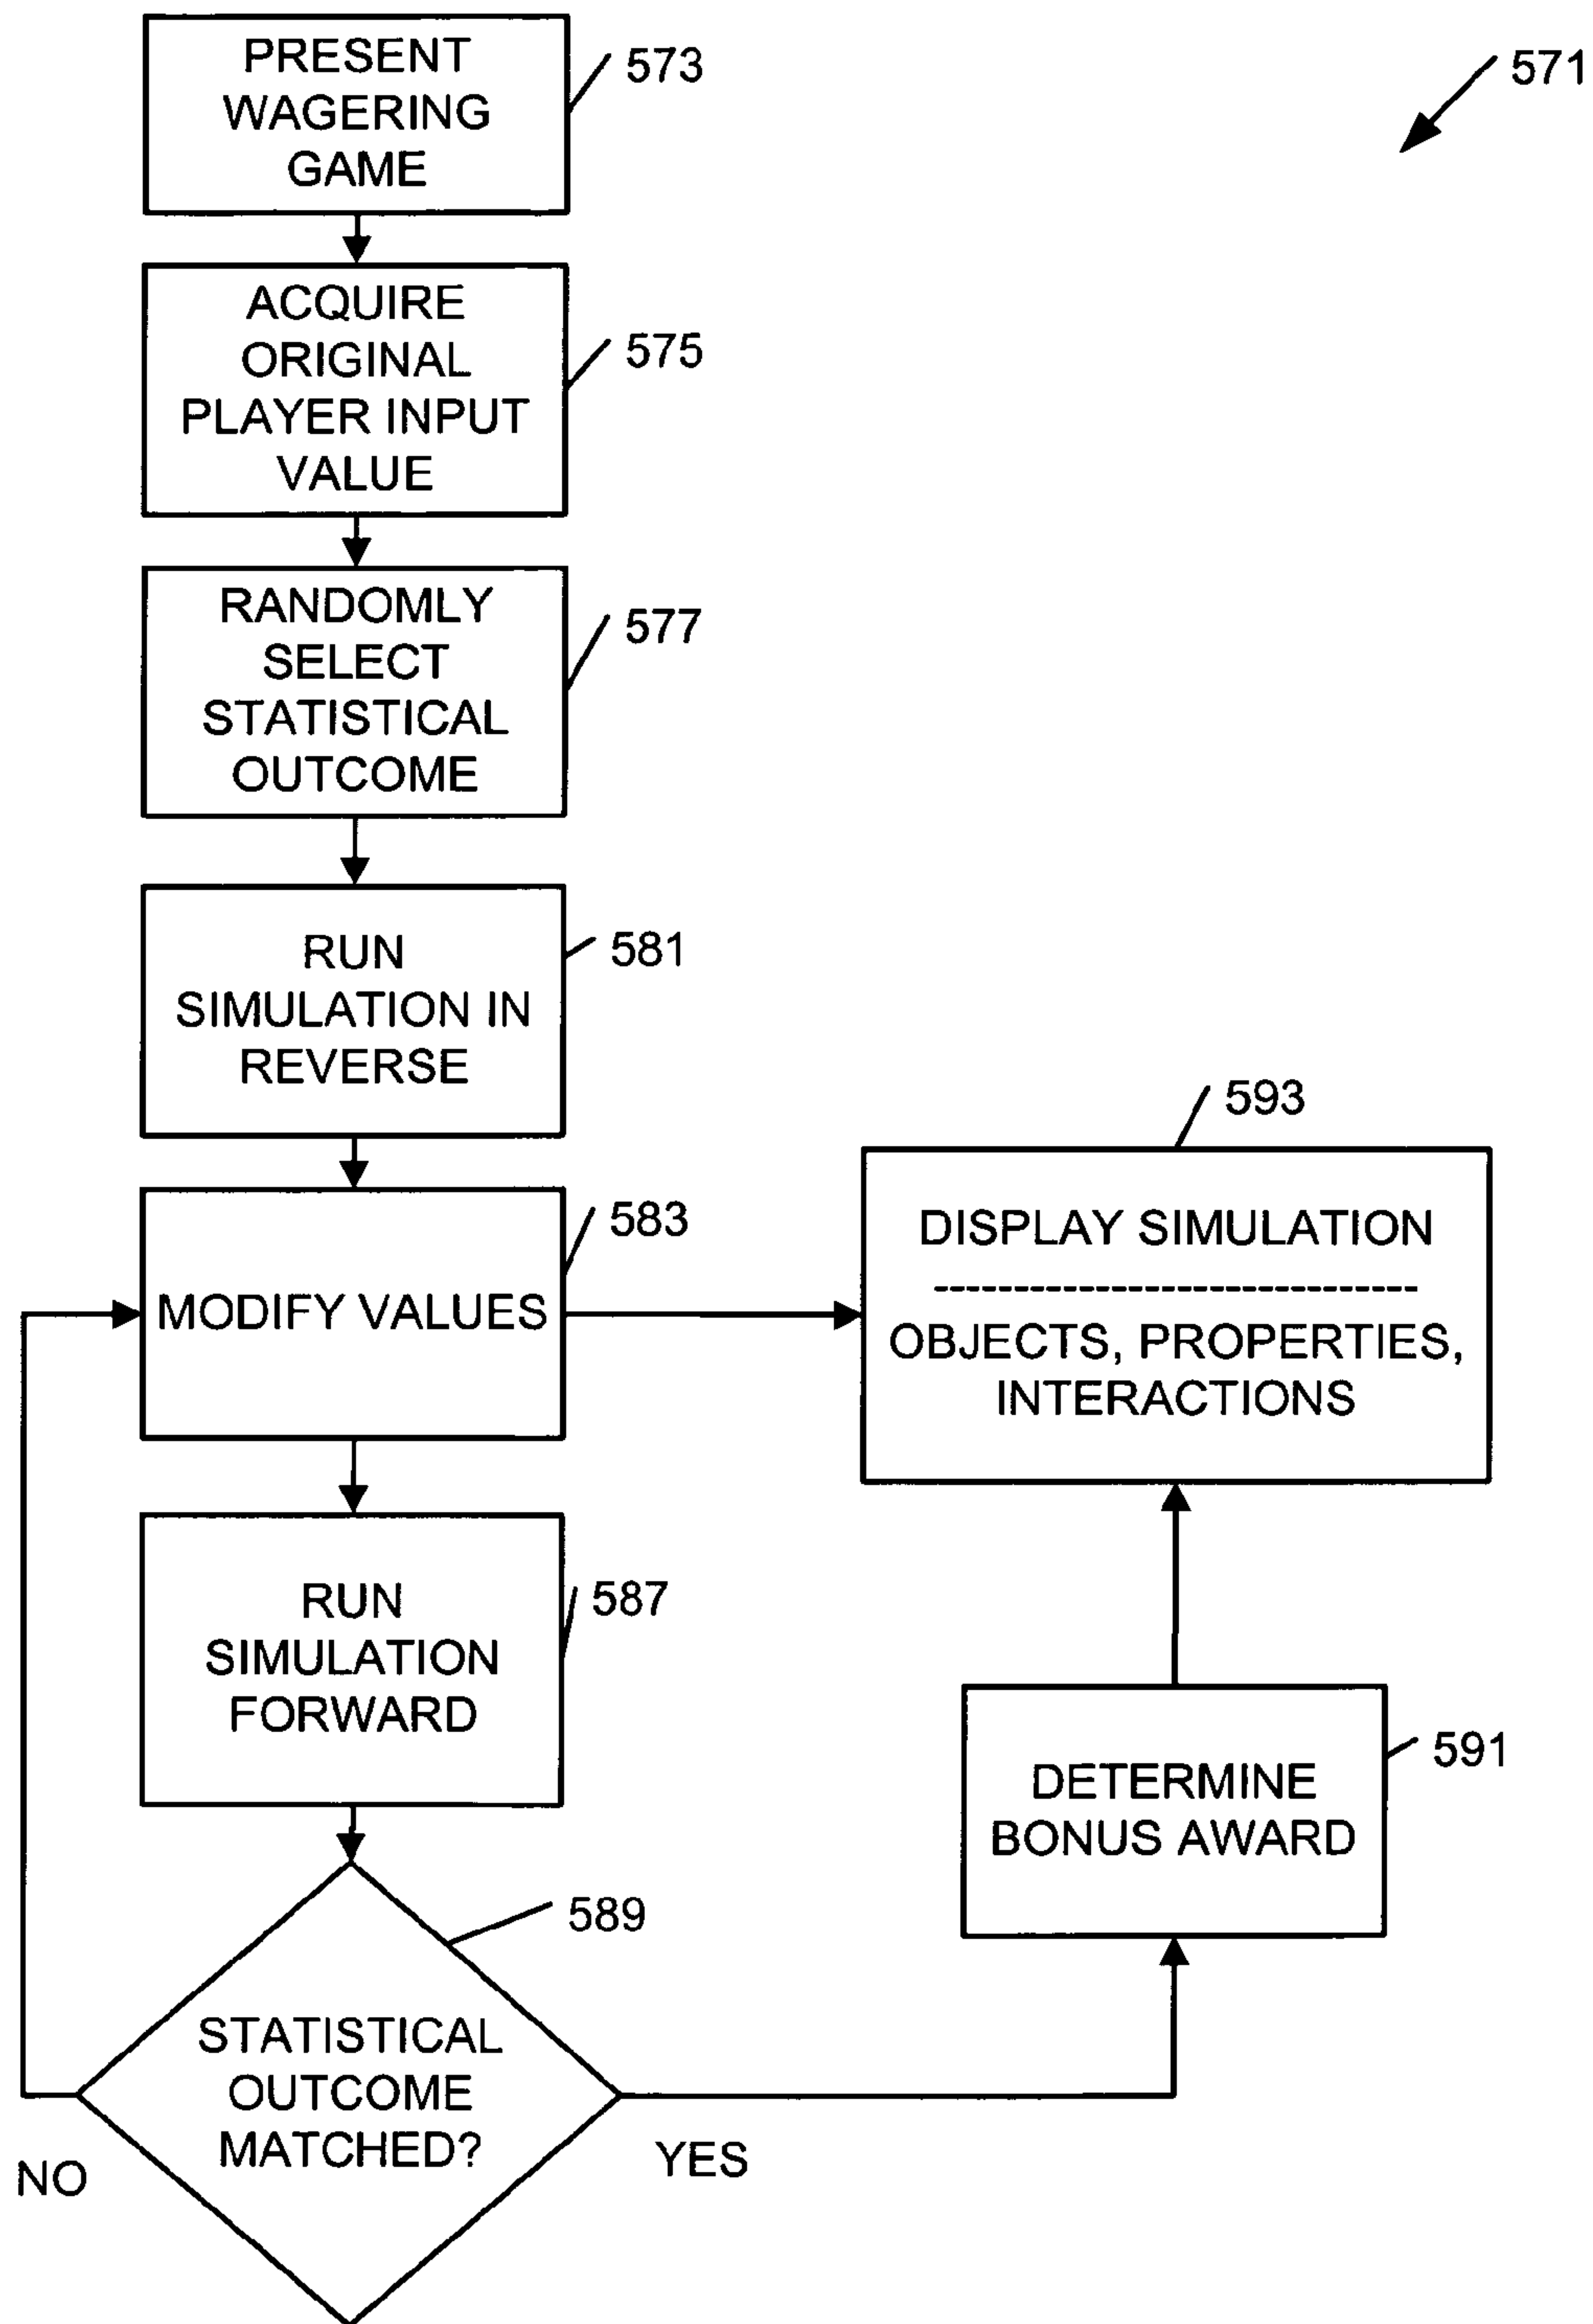 PRESENT
WAGERING
GAME
573
571
ACQUIRE
ORIGINAL
PLAYER INPUT
VALUE
575
RANDOMLY
SELECT
STATISTICAL
OUTCOME
577
RUN
SIMULATION IN
REVERSE
581
MODIFY VALUES
583
593
DISPLAY SIMULATION
OBJECTS, PROPERTIES,
INTERACTIONS
RUN
SIMULATION
FORWARD
587
DETERMINE
BONUS AWARD
591
589
STATISTICAL
OUTCOME
MATCHED?
NO
YES